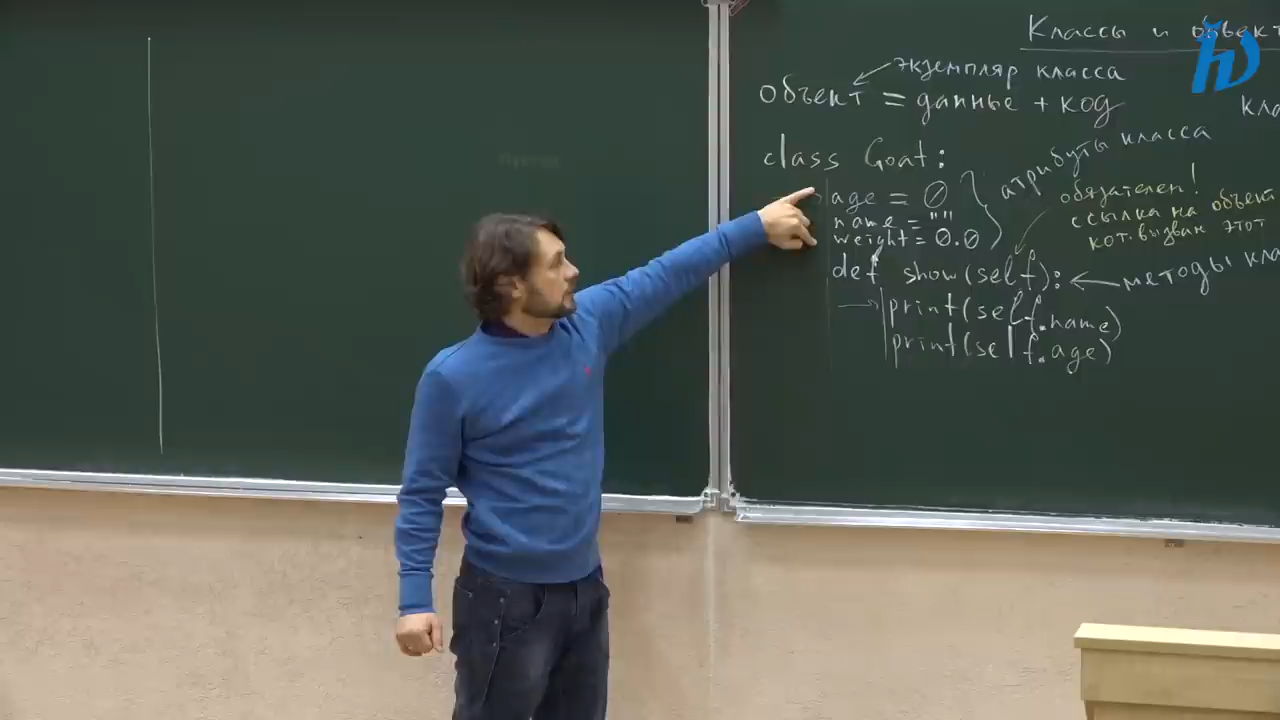 Классы и объект
экземпляр класса
объект = данные + код
кла
class Goat:
age = 0
name = ""
weight = 0.0
атрибуты класса
обязателен!
ссылка на объект
кот. вызван этот
def show(self):
методы кла
print(self.name)
print(self.age)